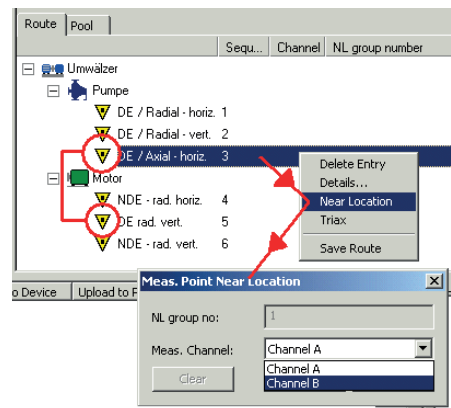 Route Pool
Sequ... Channel NL group number
Umwälzer
Pumpe
DE / Radial - horiz. 1
DE / Radial - vert. 2
DE / Axial - horiz. 3
Motor
NDE - rad. horiz. 4
DE rad. vert. 5
NDE - rad. vert. 6
Delete Entry
Details...
Near Location
Triax
Save Route
o Device Upload to P
Meas. Point Near Location
NL group no: 1
Meas. Channel: Channel A
Channel A
Channel B
Clear